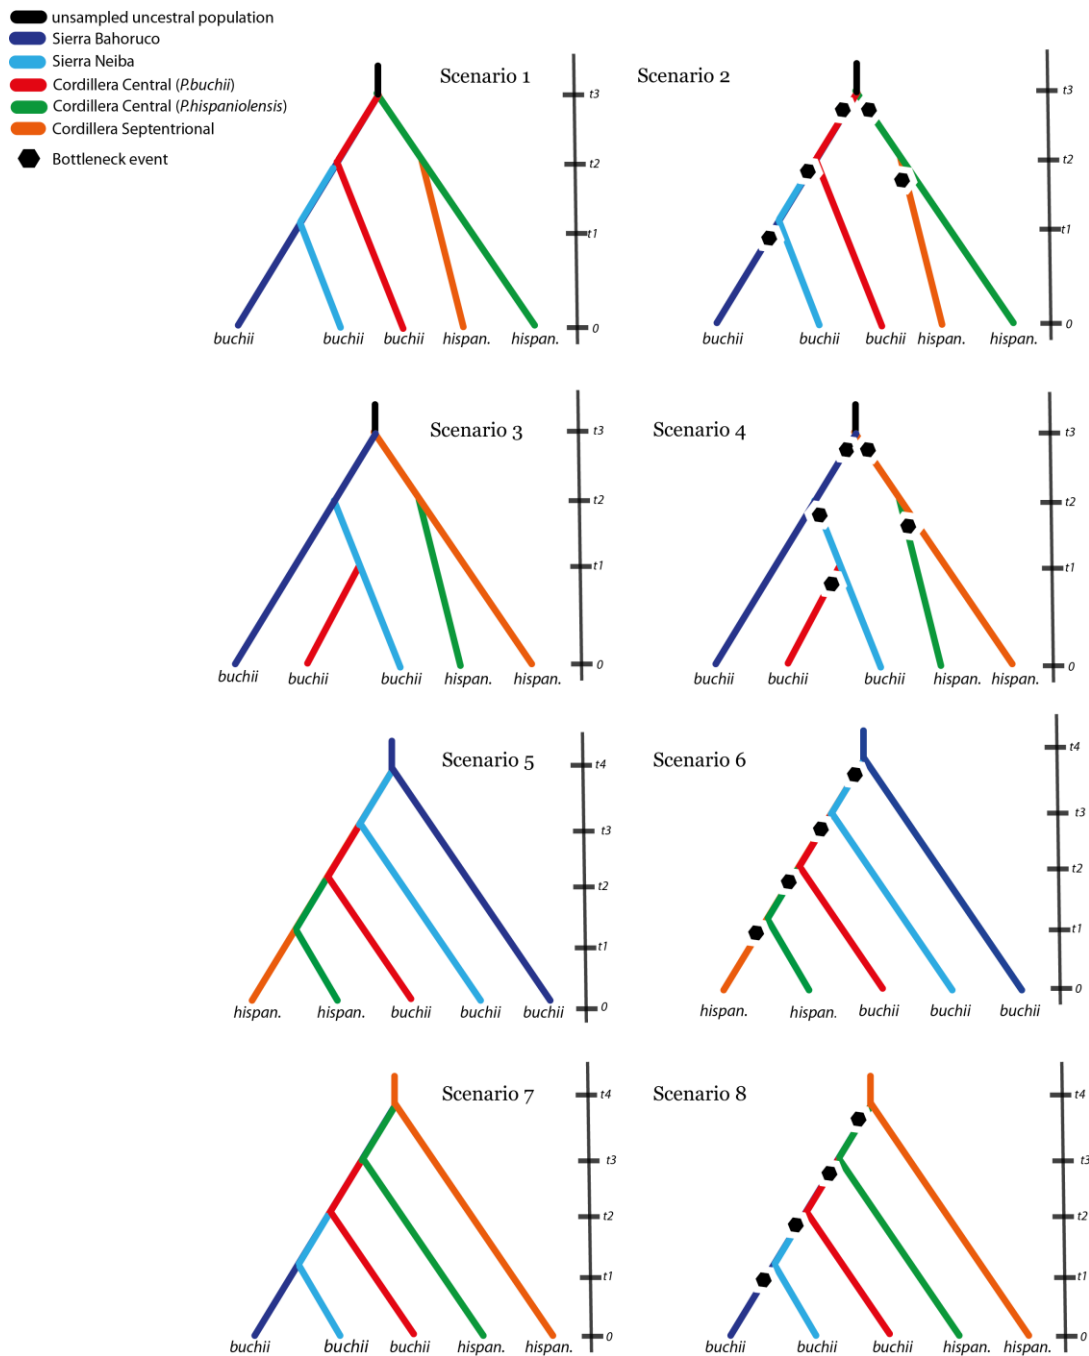 unsampled uncestral population
Sierra Bahoruco
Sierra Neiba
Cordillera Central (P.buchii)
Cordillera Central (P.hispaniolensis)
Cordillera Septentrional
Bottleneck event
Scenario 1
t3
t2
t1
0
buchii buchii buchii hispan. hispan.
Scenario 2
t3
t2
t1
0
buchii buchii buchii hispan. hispan.
Scenario 3
t3
t2
t1
0
buchii buchii buchii hispan. hispan.
Scenario 4
t3
t2
t1
0
buchii buchii buchii hispan. hispan.
Scenario 5
t4
t3
t2
t1
0
hispan. hispan. buchii buchii buchii
Scenario 6
t4
t3
t2
t1
0
hispan. hispan. buchii buchii buchii
Scenario 7
t4
t3
t2
t1
0
buchii buchii buchii hispan. hispan.
Scenario 8
t4
t3
t2
t1
0
buchii buchii buchii hispan. hispan.